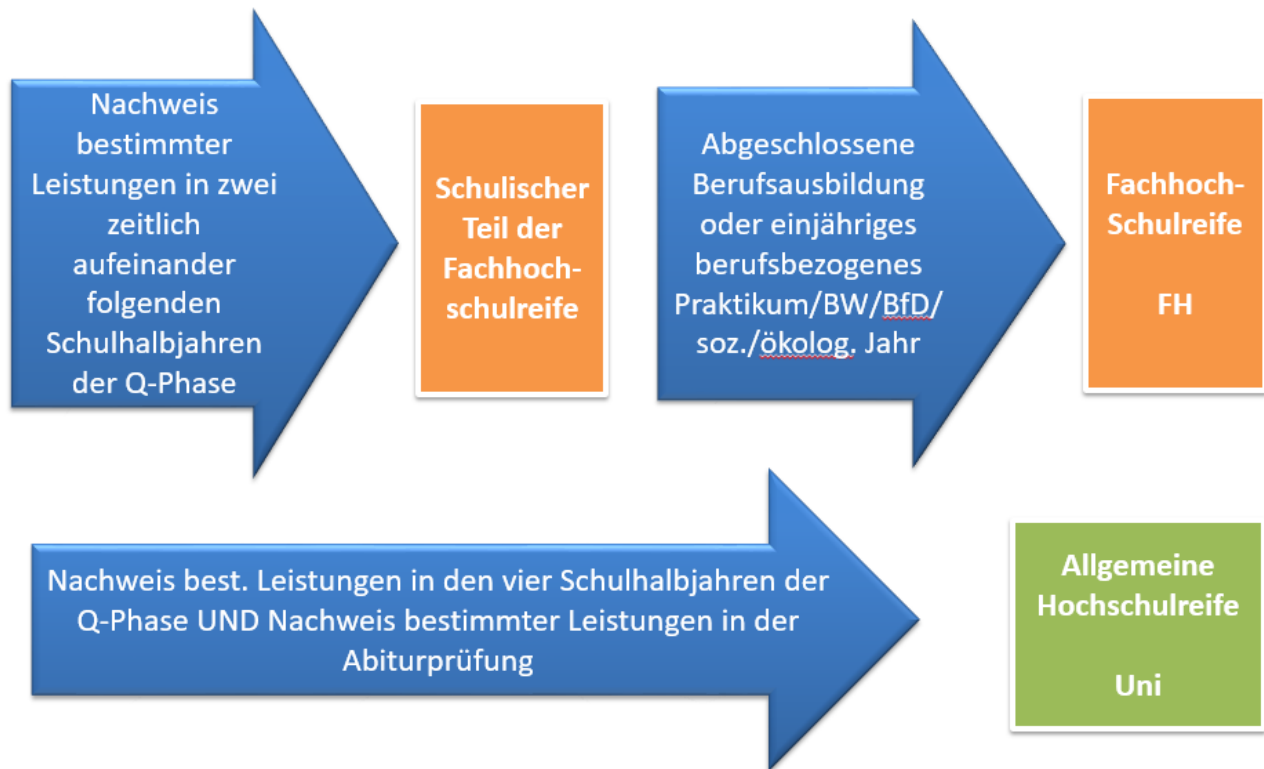 Nachweis
bestimmter
Leistungen in zwei
zeitlich
aufeinander
folgenden
Schulhalbjahren
der Q-Phase
Schulischer
Teil der
Fachhoch-
schulreife
Abgeschlossene
Berufsausbildung
oder einjähriges
berufsbezogenes
Praktikum/BW/BfD/
soz./ökolog. Jahr
Fachhoch-
Schulreife
FH
Nachweis best. Leistungen in den vier Schulhalbjahren der
Q-Phase UND Nachweis bestimmter Leistungen in der
Abiturprüfung
Allgemeine
Hochschulreife
Uni